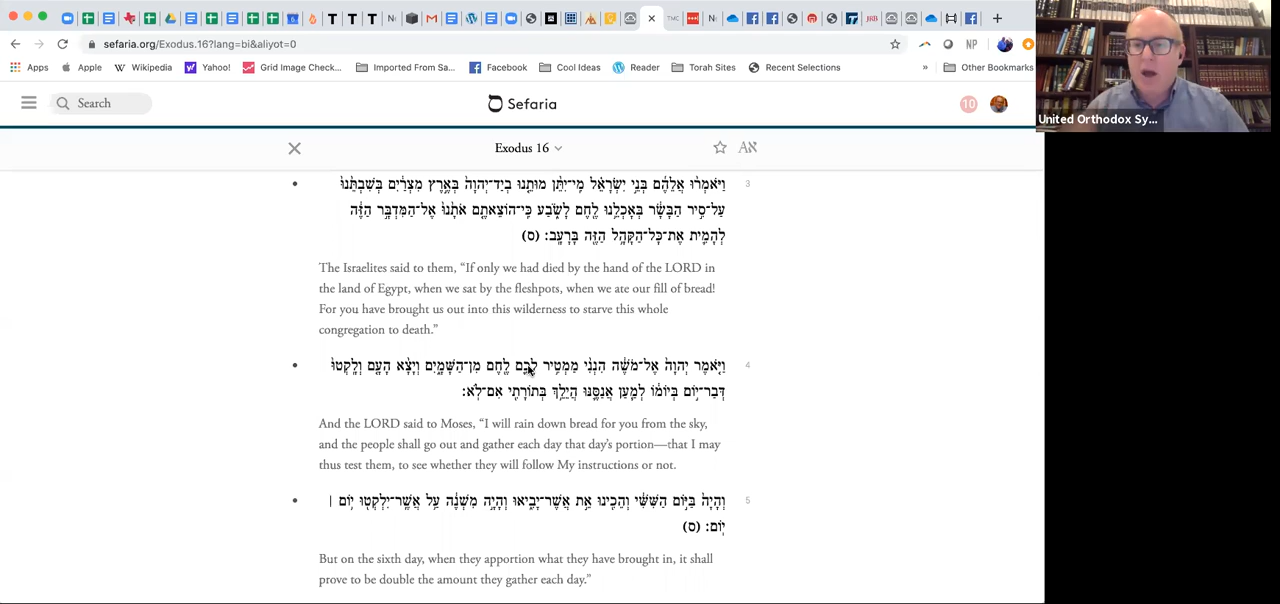 sefaria.org/Exodus.16?lang=bi&aliyot=0
NP
Apps
Apple
Wikipedia
Yahoo!
Grid Image Check...
Imported From Sa...
Facebook
Cool Ideas
Reader
Torah Sites
Recent Selections
»
Other Bookmarks
United Orthodox Sy...
Search
Sefaria
10
Exodus 16
3
וַיֹּאמְר֨וּ אֲלֵהֶ֜ם בְּנֵ֣י יִשְׂרָאֵ֗ל מִֽי־יִתֵּ֨ן מוּתֵ֤נוּ בְיַד־יְהוָה֙ בְּאֶ֣רֶץ מִצְרַ֔יִם בְּשִׁבְתֵּ֙נוּ֙
עַל־סִ֣יר הַבָּשָׂ֔ר בְּאָכְלֵ֥נוּ לֶ֖חֶם לָשֹׂ֑בַע כִּֽי־הוֹצֵאתֶ֤ם אֹתָ֙נוּ֙ אֶל־הַמִּדְבָּ֣ר הַזֶּ֔ה
לְהָמִ֛ית אֶת־כָּל־הַקָּהָ֥ל הַזֶּ֖ה בָּרָעָֽב׃ (ס)
The Israelites said to them, “If only we had died by the hand of the LORD in
the land of Egypt, when we sat by the fleshpots, when we ate our fill of bread!
For you have brought us out into this wilderness to starve this whole
congregation to death.”
4
וַיֹּ֤אמֶר יְהוָה֙ אֶל־מֹשֶׁ֔ה הִנְנִ֨י מַמְטִ֥יר לָכֶ֛ם לֶ֖חֶם מִן־הַשָּׁמָ֑יִם וְיָצָ֨א הָעָ֤ם וְלָֽקְטוּ֙
דְּבַר־י֣וֹם בְּיוֹמ֔וֹ לְמַ֧עַן אֲנַסֶּ֛נּוּ הֲיֵלֵ֥ךְ בְּתוֹרָתִ֖י אִם־לֹֽא׃
And the LORD said to Moses, “I will rain down bread for you from the sky,
and the people shall go out and gather each day that day’s portion—that I may
thus test them, to see whether they will follow My instructions or not.
5
וְהָיָה֙ בַּיּ֣וֹם הַשִּׁשִּׁ֔י וְהֵכִ֖ינוּ אֵ֣ת אֲשֶׁר־יָבִ֑יאוּ וְהָיָ֣ה מִשְׁנֶ֔ה עַ֥ל אֲשֶֽׁר־יִלְקְט֖וּ י֥וֹם ׀
יֽוֹם׃ (ס)
But on the sixth day, when they apportion what they have brought in, it shall
prove to be double the amount they gather each day.”